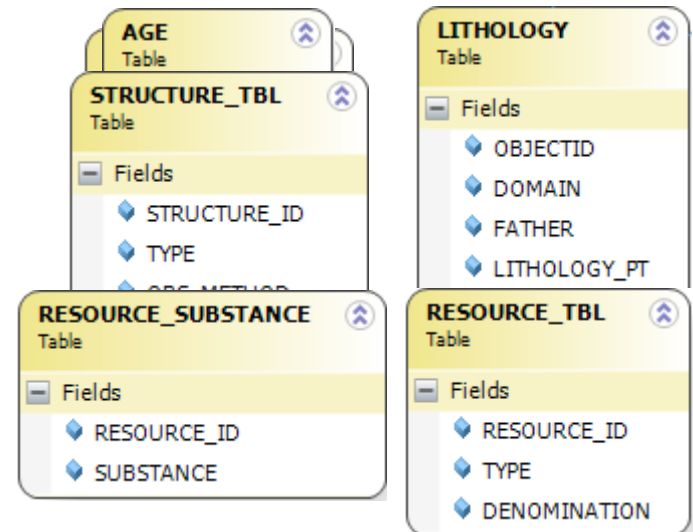 AGE
Table
STRUCTURE_TBL
Table
Fields
STRUCTURE_ID
TYPE
LITHOLOGY
Table
Fields
OBJECTID
DOMAIN
FATHER
LITHOLOGY_PT
RESOURCE_SUBSTANCE
Table
Fields
RESOURCE_ID
SUBSTANCE
RESOURCE_TBL
Table
Fields
RESOURCE_ID
TYPE
DENOMINATION